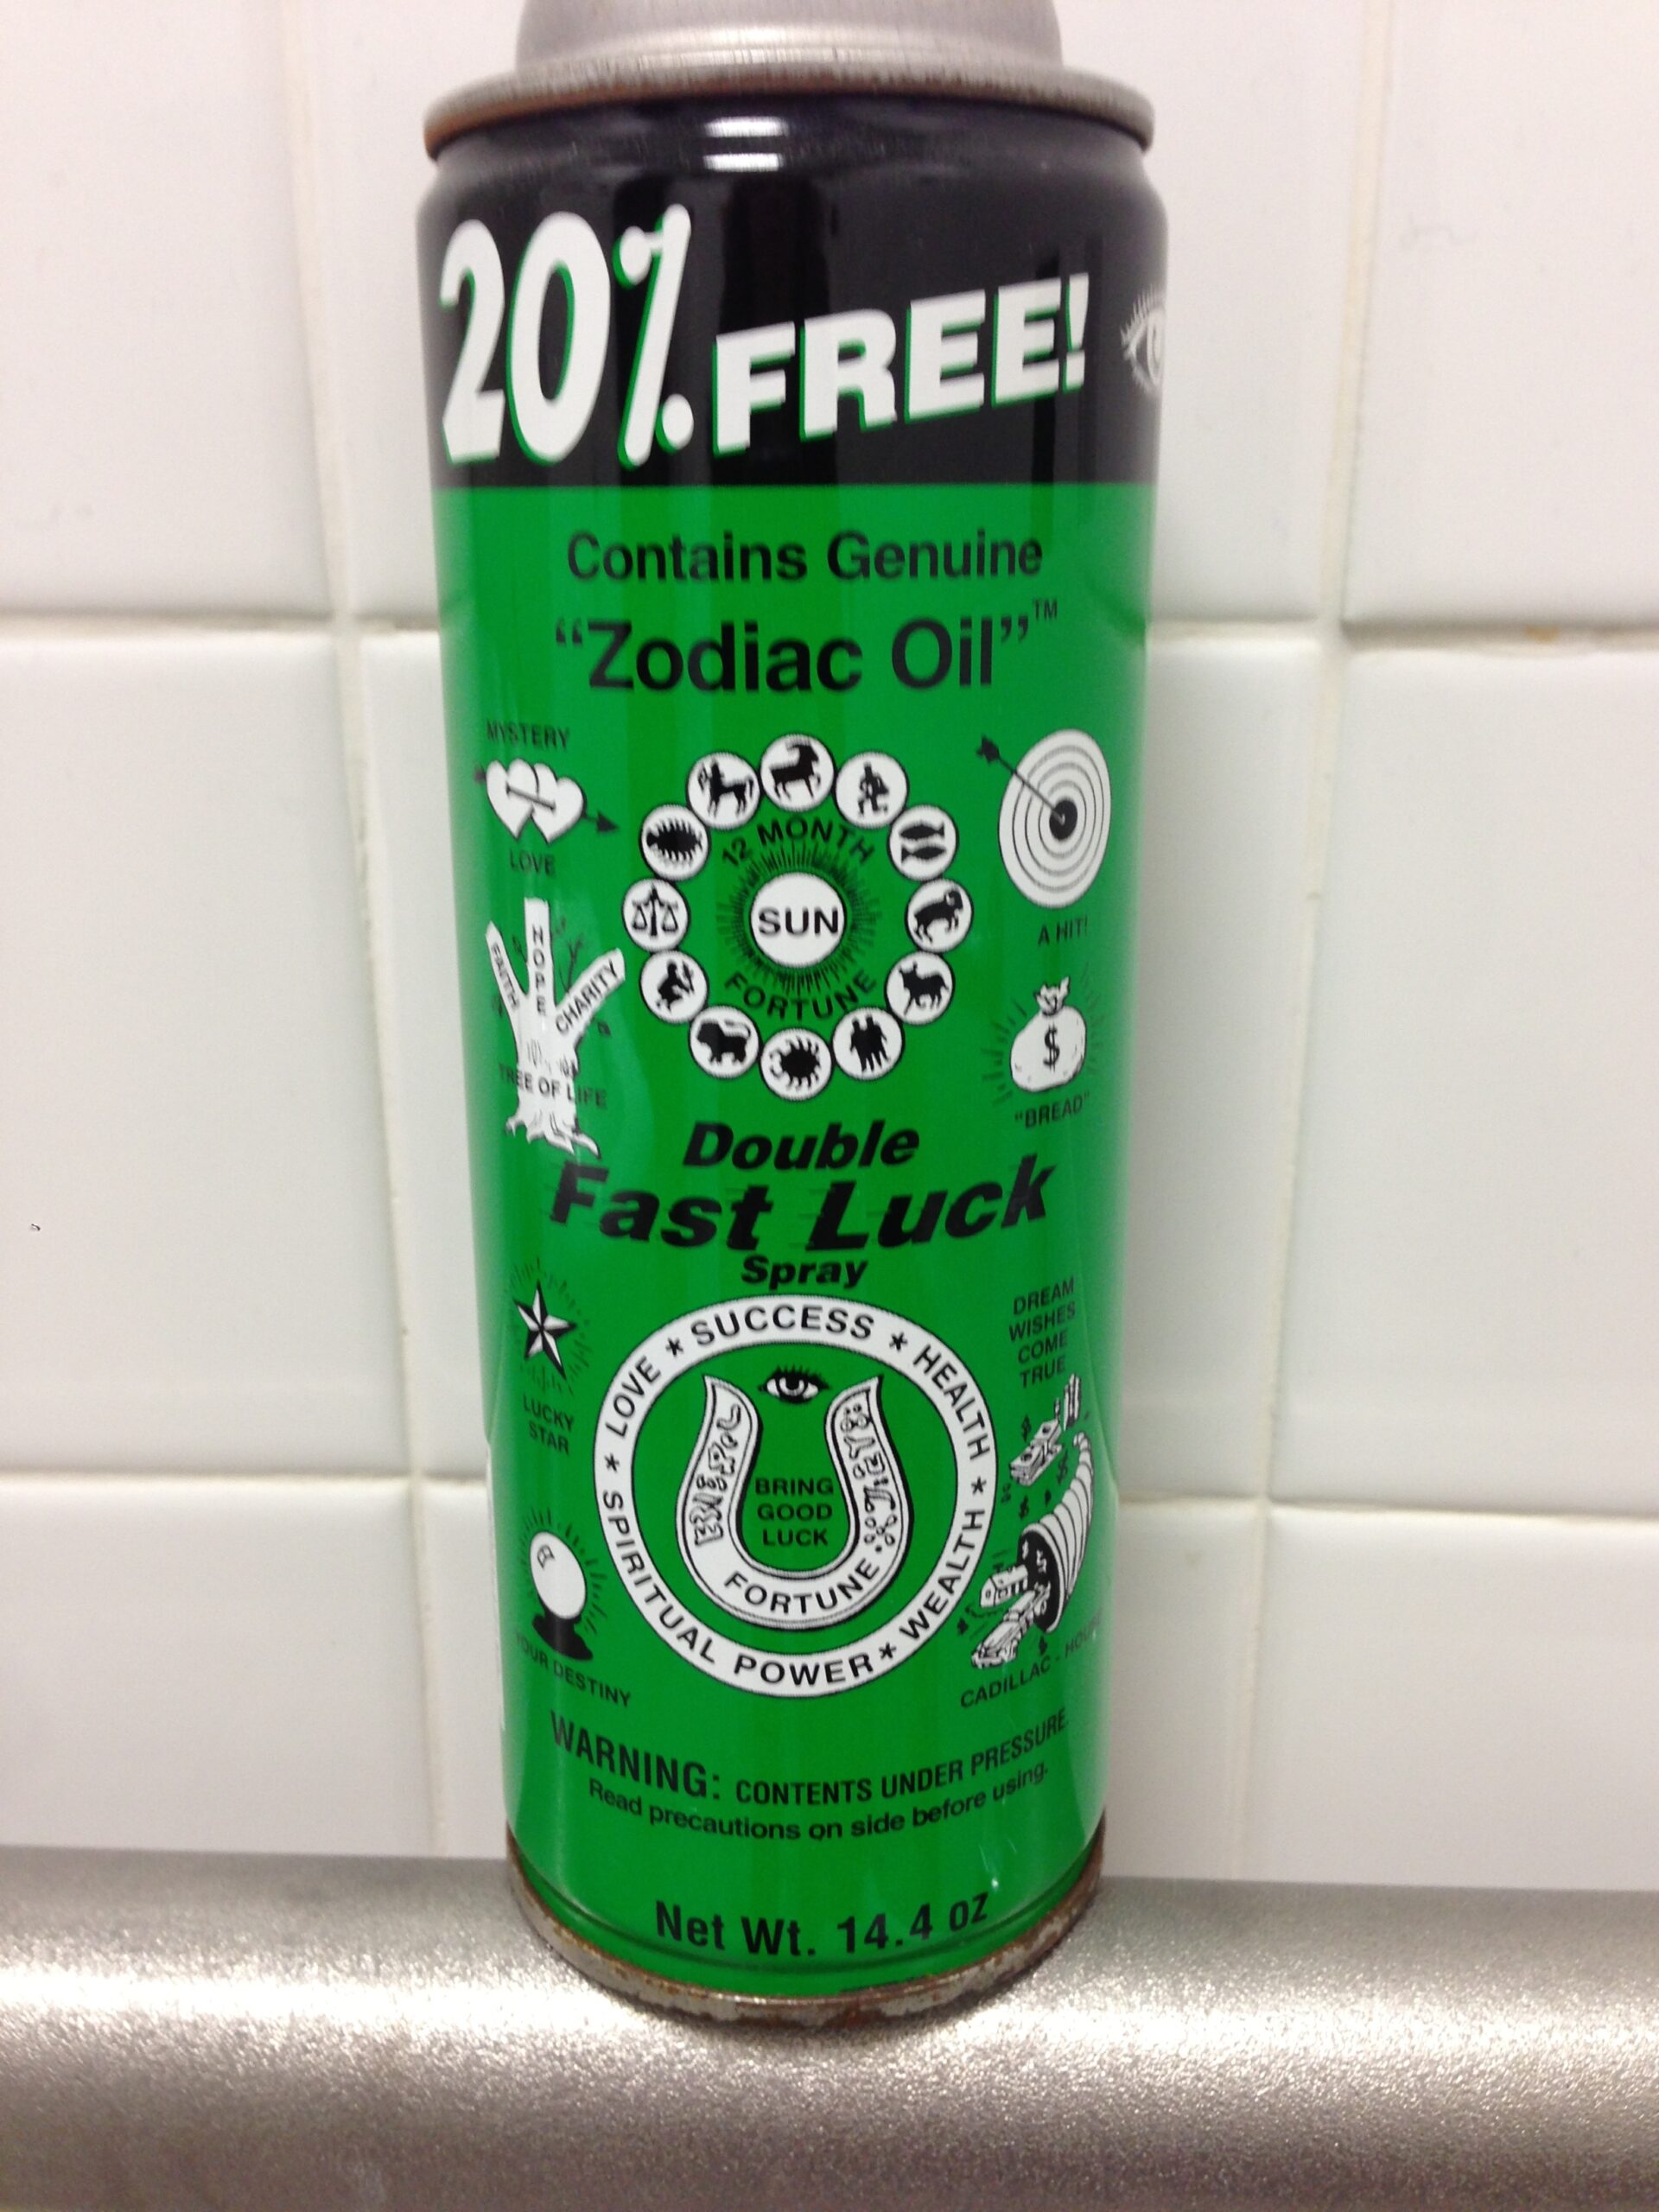 20% FREE!
Contains Genuine
“Zodiac Oil”™
MYSTERY
LOVE
12 MONTH
SUN
FORTUNE
A HIT!
FAITH
HOPE
CHARITY
TREE OF LIFE
$
“BREAD”
Double
Fast Luck
Spray
LUCKY
STAR
LOVE * SUCCESS * HEALTH * WEALTH * SPIRITUAL POWER *
BRING
GOOD
LUCK
FORTUNE
DREAM
WISHES
COME
TRUE
YOUR DESTINY
CADILLAC -
WARNING: CONTENTS UNDER PRESSURE.
Read precautions on side before using.
Net Wt. 14.4 oz